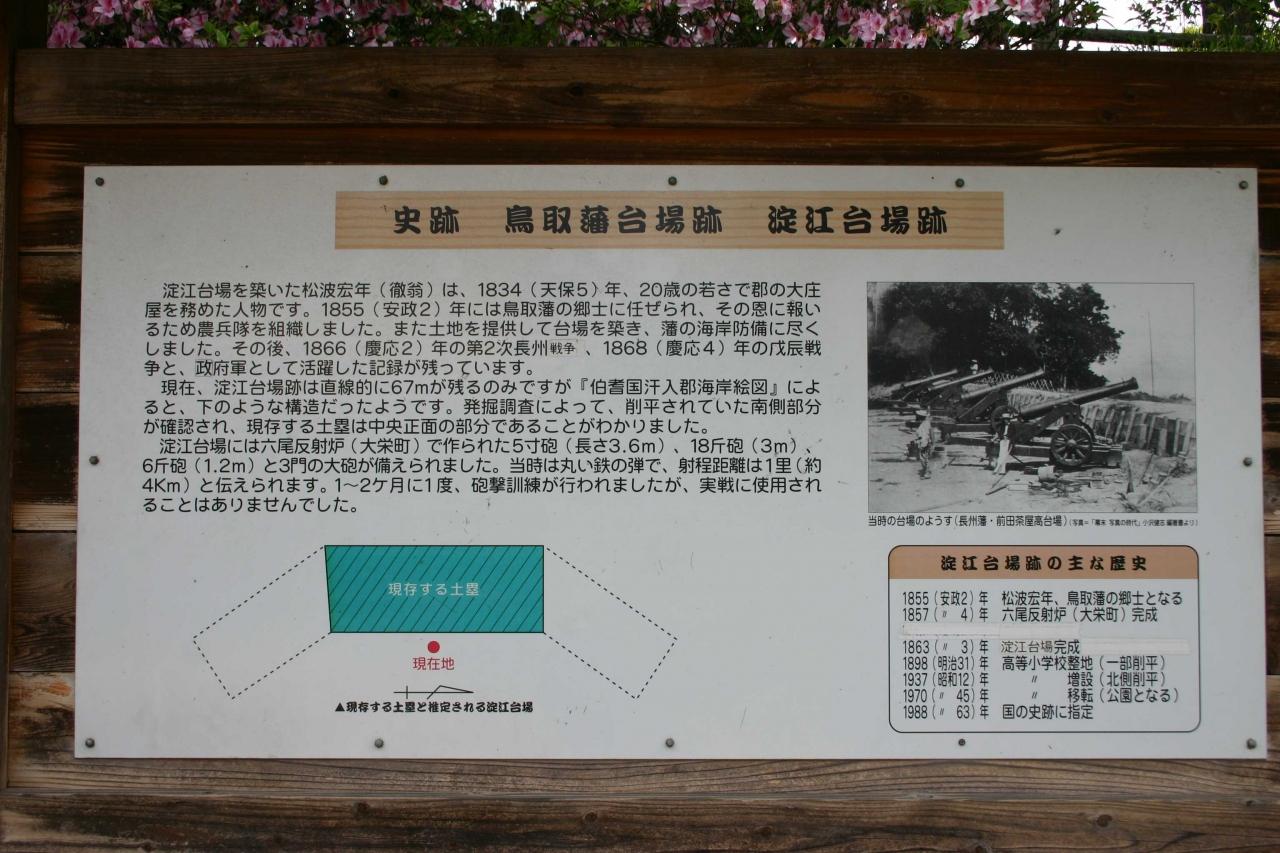 史跡　鳥取藩台場跡　淀江台場跡
淀江台場を築いた松波宏年（徹翁）は、1834（天保5）年、20歳の若さで郡の大庄
屋を務めた人物です。1855（安政2）年には鳥取藩の郷士に任ぜられ、その恩に報い
るため農兵隊を組織しました。また土地を提供して台場を築き、藩の海岸防備に尽く
しました。その後、1866（慶応2）年の第2次長州戦争、1868（慶応4）年の戊辰戦
争と、政府軍として活躍した記録が残っています。
現在、淀江台場跡は直線的に67mが残るのみですが『伯耆国汗入郡海岸絵図』によ
ると、下のような構造だったようです。発掘調査によって、削平されていた南側部分
が確認され、現存する土塁は中央正面の部分であることがわかりました。
淀江台場には六尾反射炉（大栄町）で作られた5寸砲（長さ3.6m）、18斤砲（3m）、
6斤砲（1.2m）と3門の大砲が備えられました。当時は丸い鉄の弾で、射程距離は1里（約
4Km）と伝えられます。1〜2ケ月に1度、砲撃訓練が行われましたが、実戦に使用され
ることはありませんでした。
現存する土塁
現在地
▲現存する土塁と推定される淀江台場
当時の台場のようす（長州藩・前田茶屋高台場）（写真＝「幕末 写真の時代」小沢健志 編著書より）
淀江台場跡の主な歴史
1855（安政2）年　松波宏年、鳥取藩の郷士となる
1857（〃　4）年　六尾反射炉（大栄町）完成
1863（〃　3）年　淀江台場完成
1898（明治31）年　高等小学校整地（一部削平）
1937（昭和12）年　〃　増設（北側削平）
1970（〃　45）年　〃　移転（公園となる）
1988（〃　63）年　国の史跡に指定